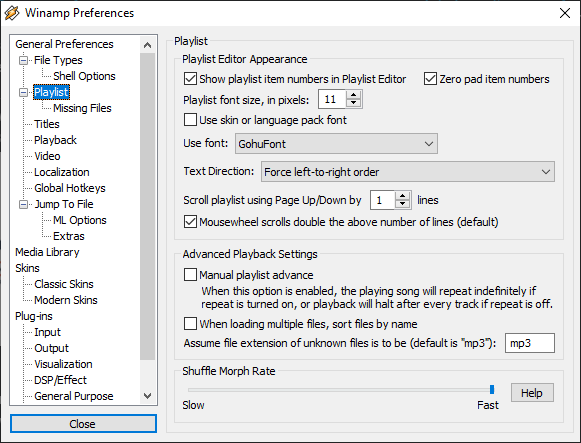 Winamp Preferences
General Preferences
File Types
Shell Options
Playlist
Missing Files
Titles
Playback
Video
Localization
Global Hotkeys
Jump To File
ML Options
Extras
Media Library
Skins
Classic Skins
Modern Skins
Plug-ins
Input
Output
Visualization
DSP/Effect
General Purpose
Close
Playlist
Playlist Editor Appearance
Show playlist item numbers in Playlist Editor
Zero pad item numbers
Playlist font size, in pixels:
11
Use skin or language pack font
Use font:
GohuFont
Text Direction:
Force left-to-right order
Scroll playlist using Page Up/Down by
1
lines
Mousewheel scrolls double the above number of lines (default)
Advanced Playback Settings
Manual playlist advance
When this option is enabled, the playing song will repeat indefinitely if
repeat is turned on, or playback will halt after every track if repeat is off.
When loading multiple files, sort files by name
Assume file extension of unknown files is to be (default is "mp3"):
mp3
Shuffle Morph Rate
Slow
Fast
Help